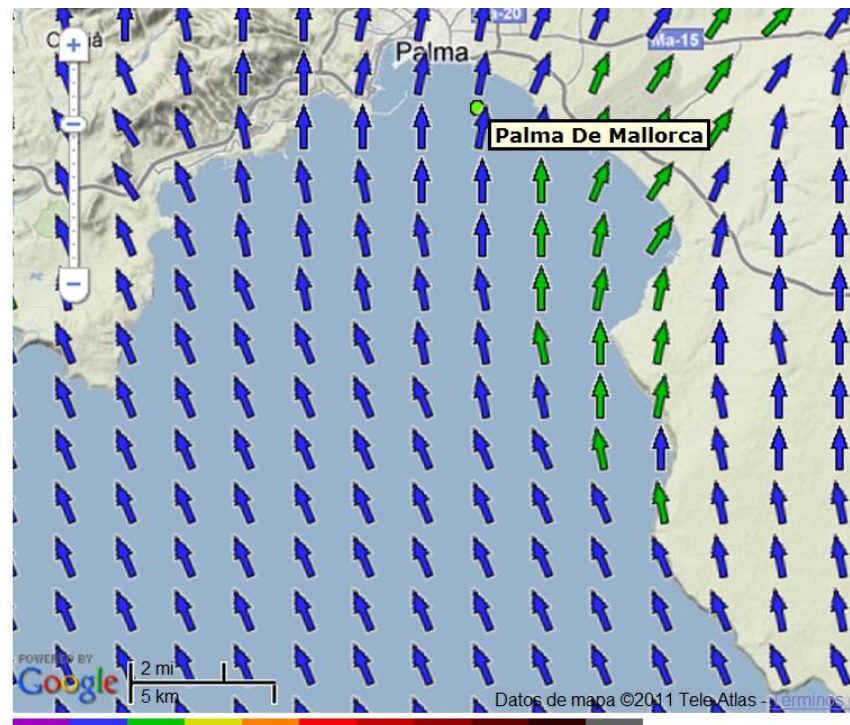 Ma-20
Palma
Ma-15
Palma De Mallorca
POWERED BY
Google
2 mi
5 km
Datos de mapa ©2011 Tele Atlas - Términos